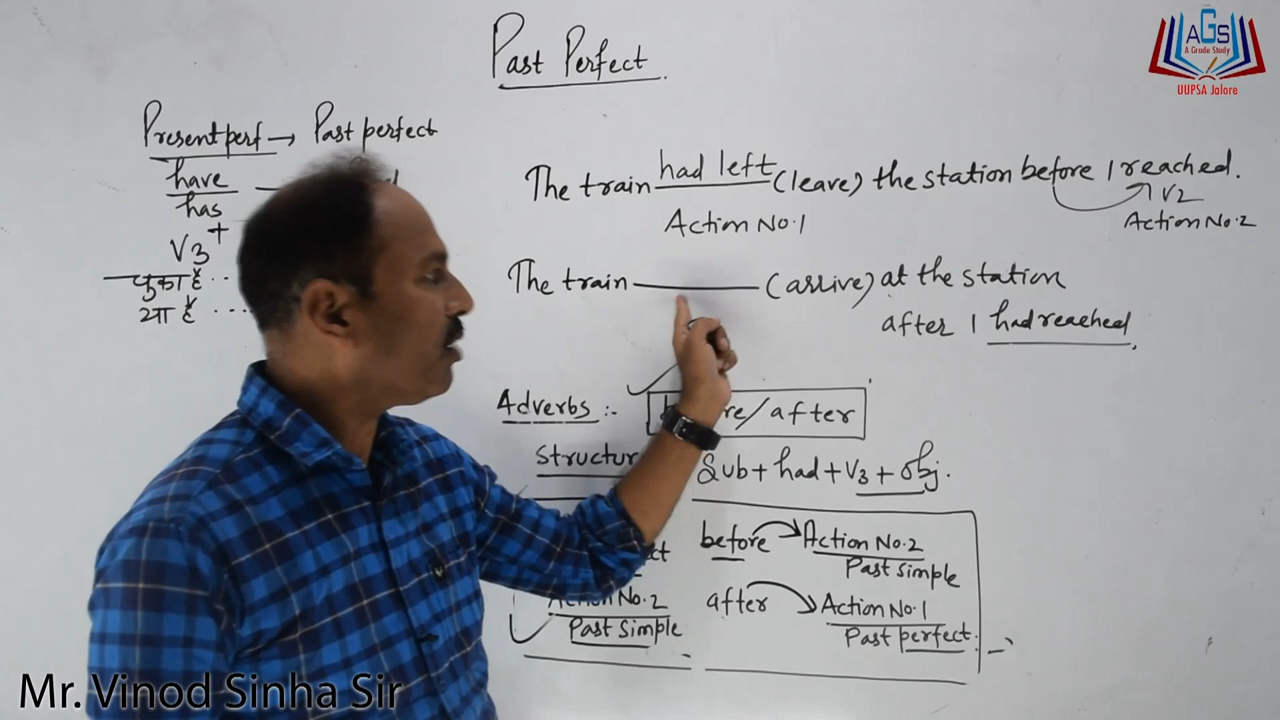 Past Perfect
AGS
A Grade Study
UUPSA Jalore
Present perf → Past perfect
have
has
V3 +
चुका है ...
या है ...
The train had left (leave) the station before I reached.
V2
Action No.1
Action No.2
The train ______ (arrive) at the station
after I had reached.
Adverbs :- / after
Sub + had + V3 + obj.
before → Action No.2
Past simple
Action No.2
Past Simple
after → Action No.1
Past perfect.
Mr. Vinod Sinha Sir